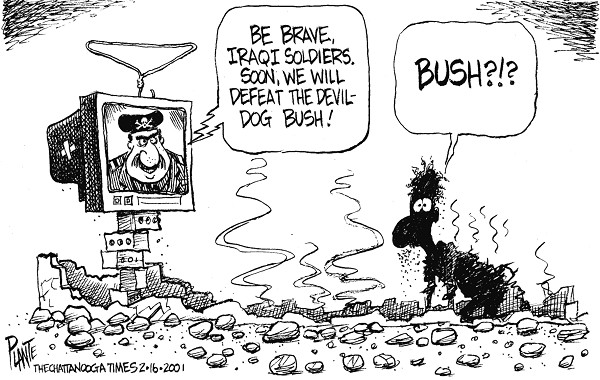 BE BRAVE,
IRAQI SOLDIERS.
SOON, WE WILL
DEFEAT THE DEVIL-
DOG BUSH!
BUSH?!?
PLANTE
THE CHATTANOOGA TIMES 2·16·2001